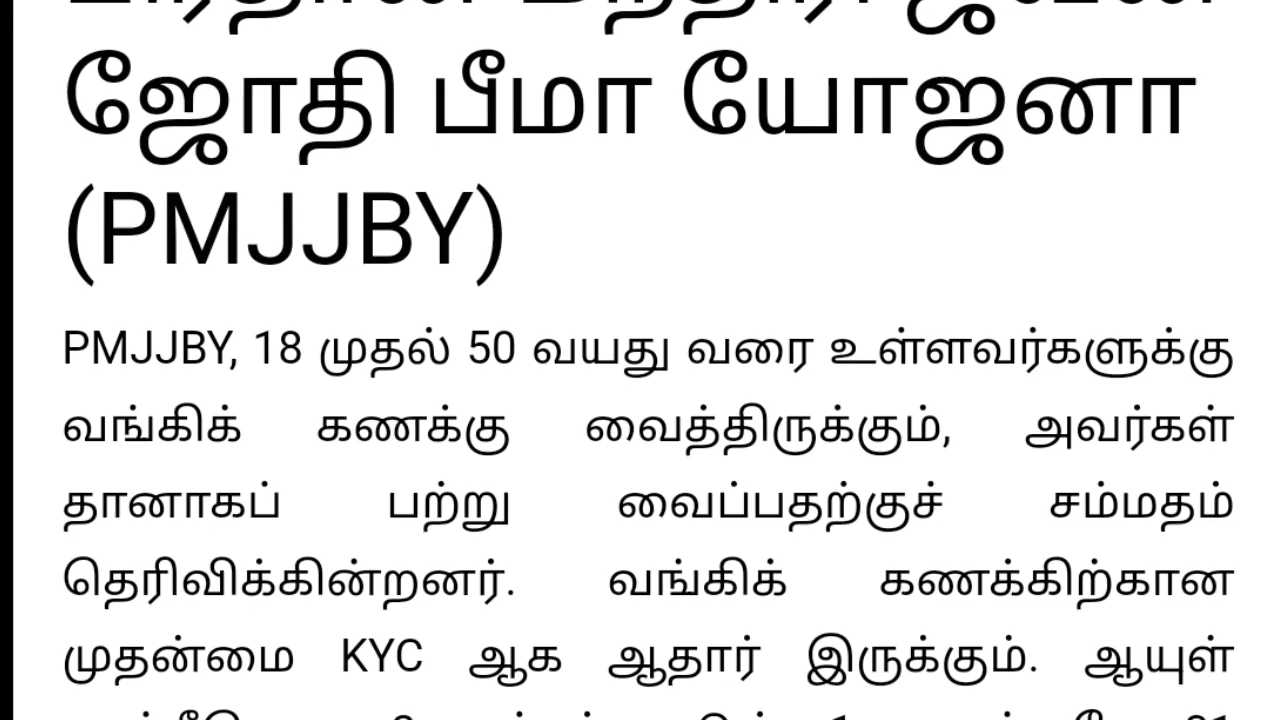 ஜோதி பீமா யோஜனா
(PMJJBY)
PMJJBY, 18 முதல் 50 வயது வரை உள்ளவர்களுக்கு
வங்கிக் கணக்கு வைத்திருக்கும், அவர்கள்
தானாகப் பற்று வைப்பதற்குச் சம்மதம்
தெரிவிக்கின்றனர். வங்கிக் கணக்கிற்கான
முதன்மை KYC ஆக ஆதார் இருக்கும். ஆயுள்